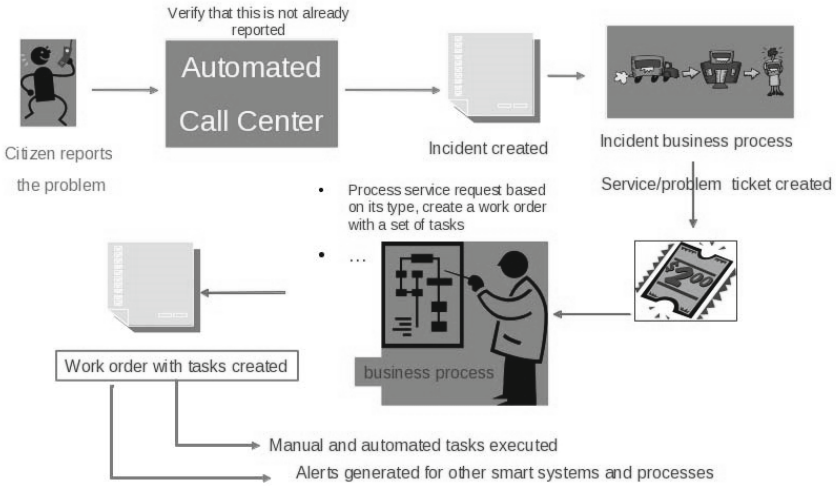 Verify that this is not already
reported
Automated
Call Center
Citizen reports
the problem
Incident created
Incident business process
Service/problem ticket created
$2.00
• Process service request based
on its type, create a work order
with a set of tasks
• ...
business process
Work order with tasks created
Manual and automated tasks executed
Alerts generated for other smart systems and processes